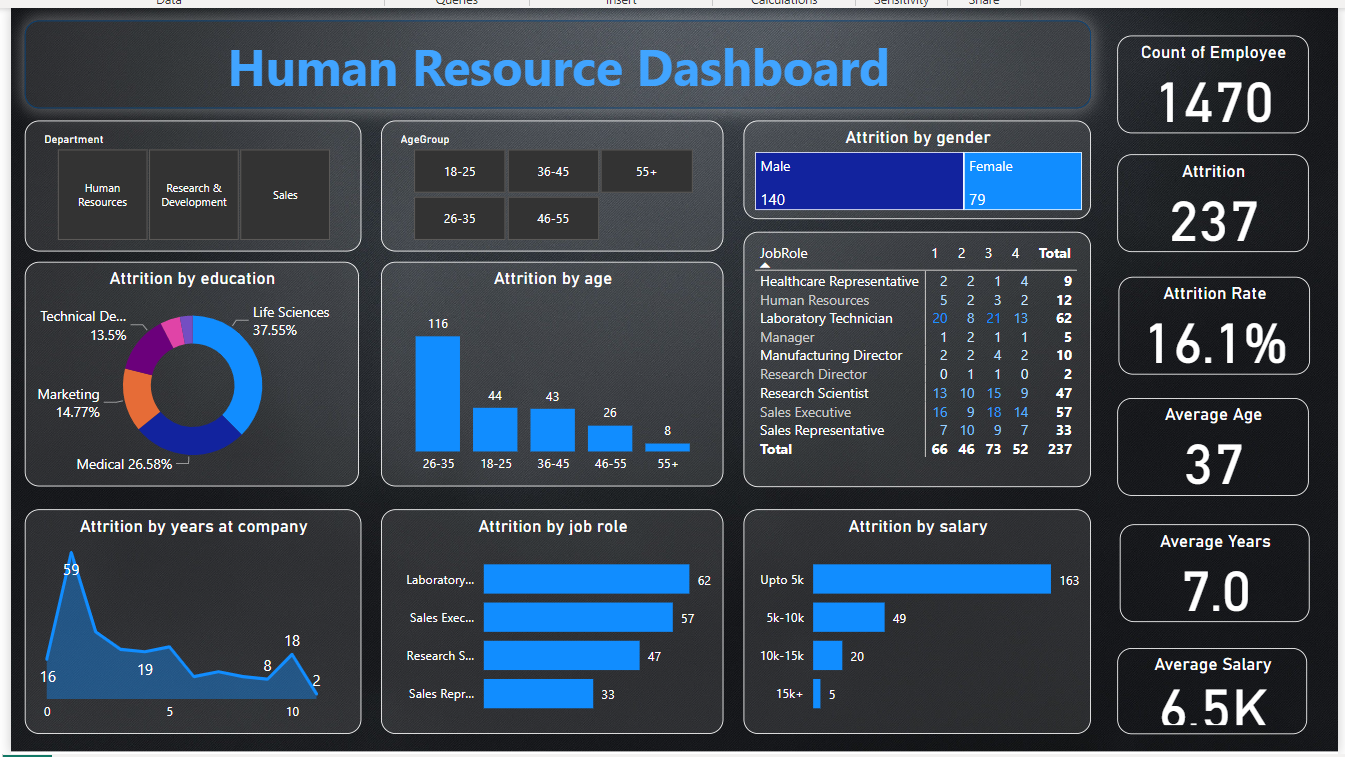 Data
Queries
Insert
Calculations
Sensitivity
Share
Human Resource Dashboard
Count of Employee
1470
Department
Human
Resources
Research &
Development
Sales
AgeGroup
18-25
36-45
55+
26-35
46-55
Attrition by gender
Male
140
Female
79
Attrition
237
Attrition by education
Life Sciences
37.55%
Technical De...
13.5%
Marketing
14.77%
Medical 26.58%
Attrition by age
116
44
43
26
8
26-35
18-25
36-45
46-55
55+
JobRole 1 2 3 4 Total
Healthcare Representative 2 2 1 4 9
Human Resources 5 2 3 2 12
Laboratory Technician 20 8 21 13 62
Manager 1 2 1 1 5
Manufacturing Director 2 2 4 2 10
Research Director 0 1 1 0 2
Research Scientist 13 10 15 9 47
Sales Executive 16 9 18 14 57
Sales Representative 7 10 9 7 33
Total 66 46 73 52 237
Attrition Rate
16.1%
Average Age
37
Attrition by years at company
59
16
19
8
18
2
0
5
10
Attrition by job role
Laboratory... 62
Sales Exec... 57
Research S... 47
Sales Repr... 33
Attrition by salary
Upto 5k 163
5k-10k 49
10k-15k 20
15k+ 5
Average Years
7.0
Average Salary
6.5K